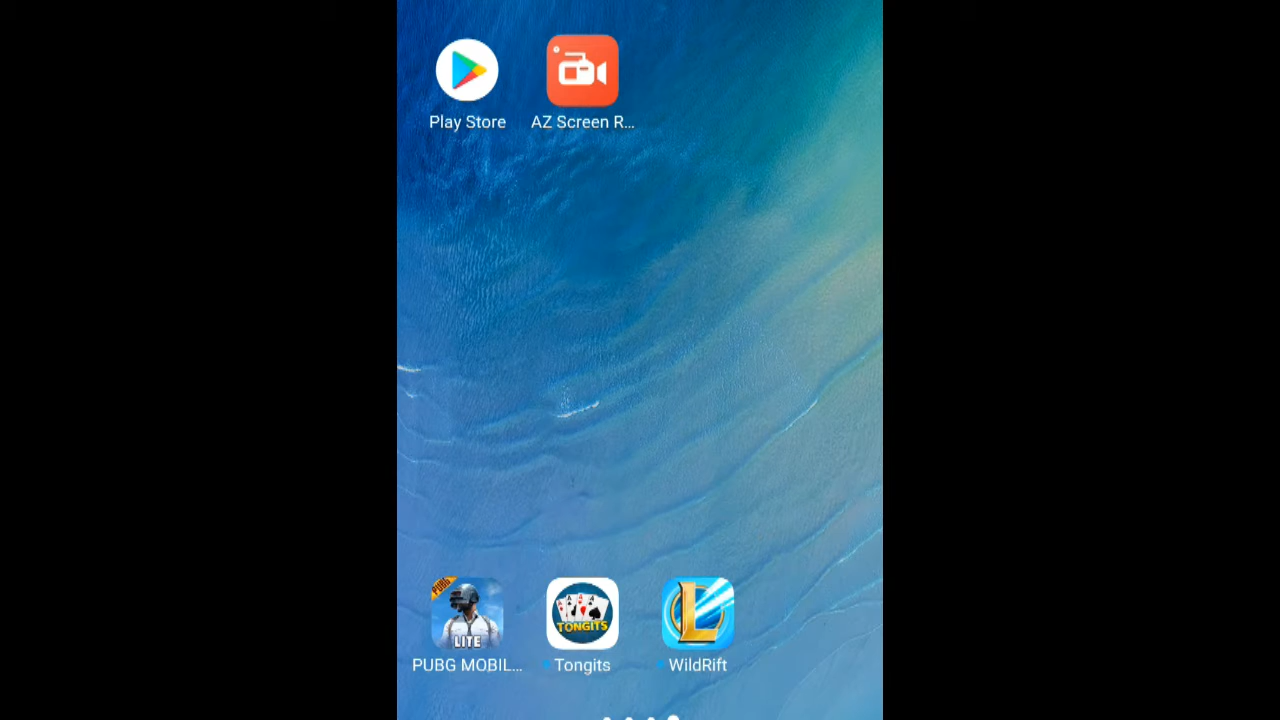 Play Store
AZ Screen R...
PUBG
LITE
TONGITS
L
PUBG MOBIL...
Tongits
WildRift